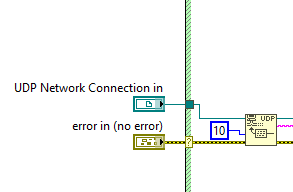 UDP Network Connection in
error in (no error)
?
10
UDP